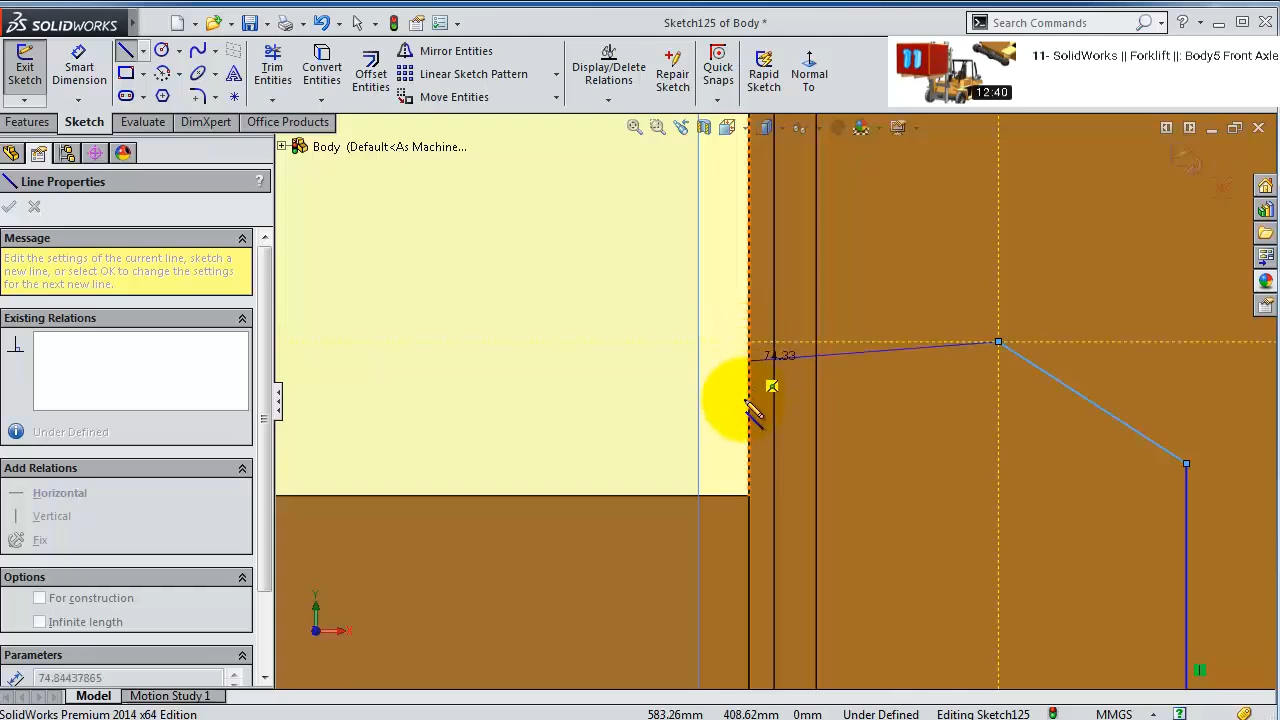 SOLIDWORKS
Sketch125 of Body *
Search Commands
Exit Sketch
Smart Dimension
Trim Entities
Convert Entities
Offset Entities
Mirror Entities
Linear Sketch Pattern
Move Entities
Display/Delete Relations
Repair Sketch
Quick Snaps
Rapid Sketch
Normal To
11- SolidWorks || Forklift ||: Body5 Front Axle
12:40
Features
Sketch
Evaluate
DimXpert
Office Products
Body (Default<As Machine...
Line Properties
?
Message
Edit the settings of the current line, sketch a
new line, or select OK to change the settings
for the next new line.
Existing Relations
74.33
Under Defined
Add Relations
Horizontal
Vertical
Fix
Options
For construction
Infinite length
Y
X
Parameters
74.84437865
Model
Motion Study 1
SolidWorks Premium 2014 x64 Edition
583.26mm
408.62mm
0mm
Under Defined
Editing Sketch125
MMGS